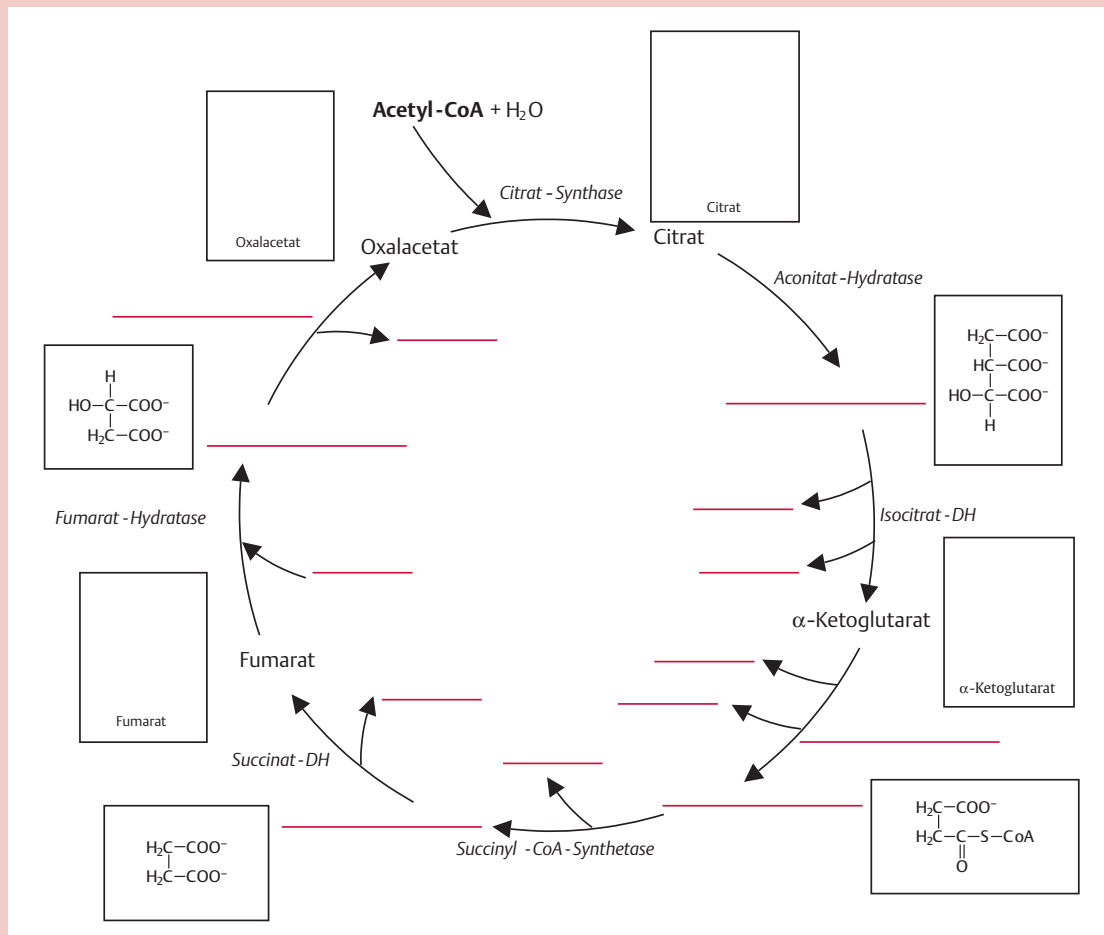 Acetyl-CoA + H₂O
Citrat-Synthase
Citrat
Citrat
Oxalacetat
Oxalacetat
Aconitat-Hydratase
H₂C–COO⁻
HC–COO⁻
HO–C–COO⁻
H
H
HO–C–COO⁻
H₂C–COO⁻
Fumarat-Hydratase
Isocitrat-DH
α-Ketoglutarat
α-Ketoglutarat
Fumarat
Fumarat
Succinat-DH
H₂C–COO⁻
H₂C–C–S–CoA
O
Succinyl-CoA-Synthetase
H₂C–COO⁻
H₂C–COO⁻